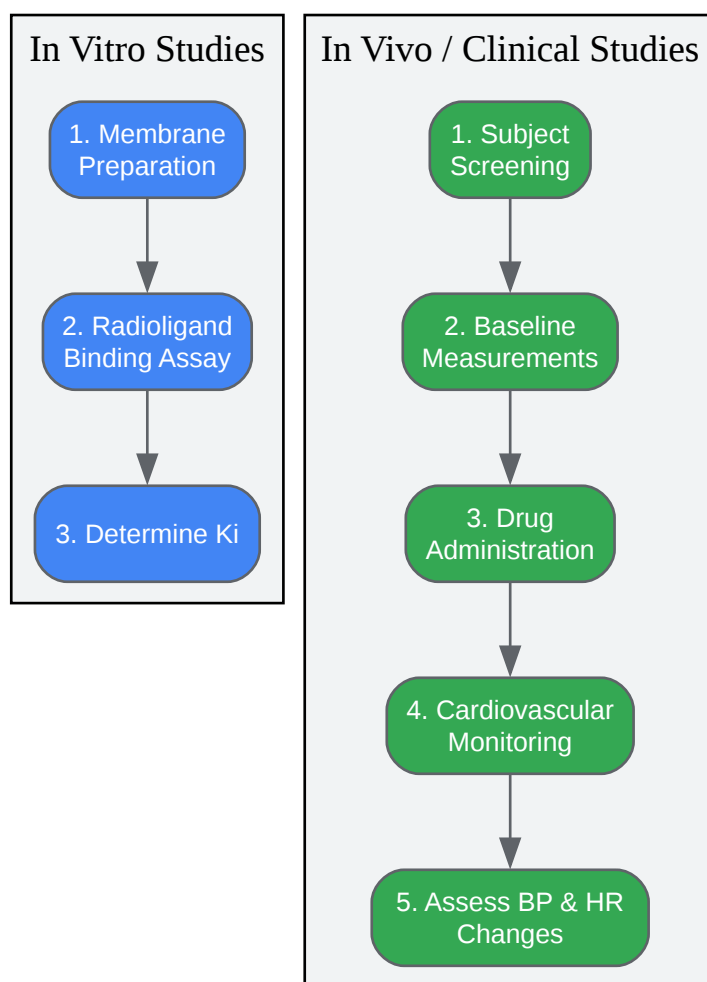 In Vitro Studies
1. Membrane
Preparation
2. Radioligand
Binding Assay
3. Determine Ki
In Vivo / Clinical Studies
1. Subject
Screening
2. Baseline
Measurements
3. Drug
Administration
4. Cardiovascular
Monitoring
5. Assess BP & HR
Changes